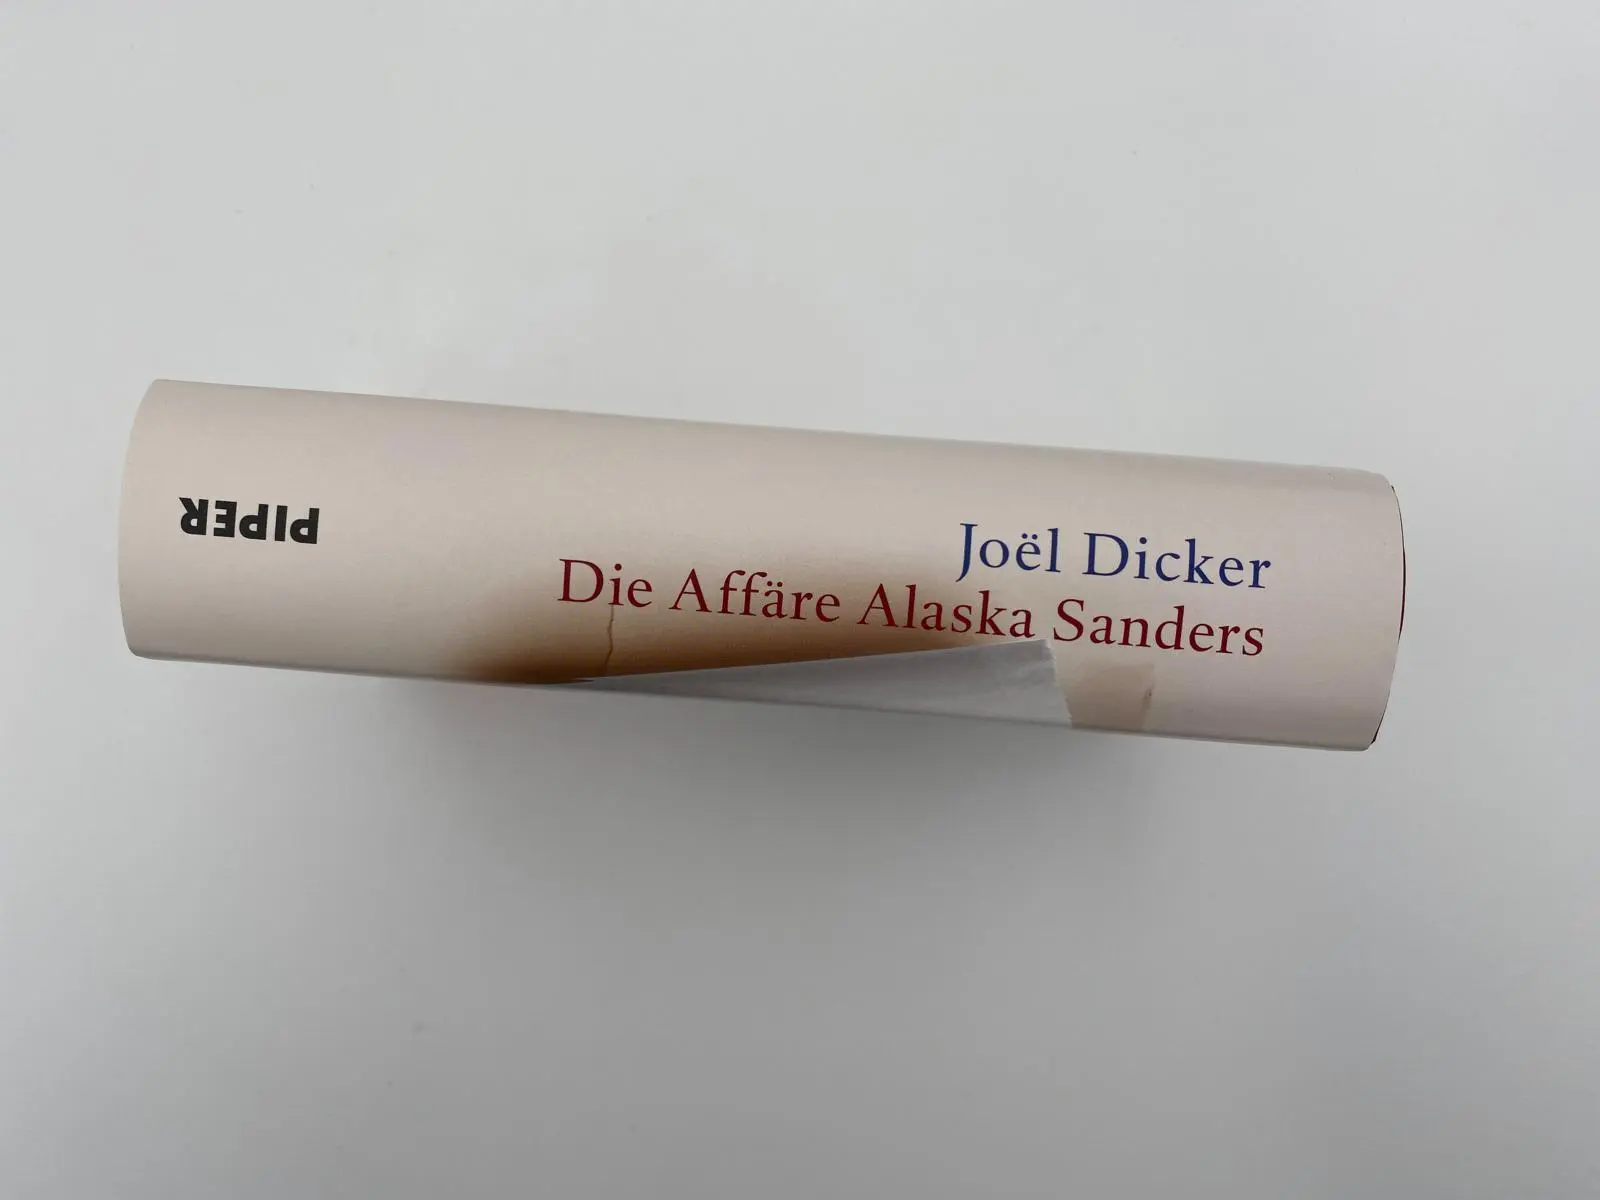 Joël Dicker
Die Affäre Alaska Sanders
PIPER